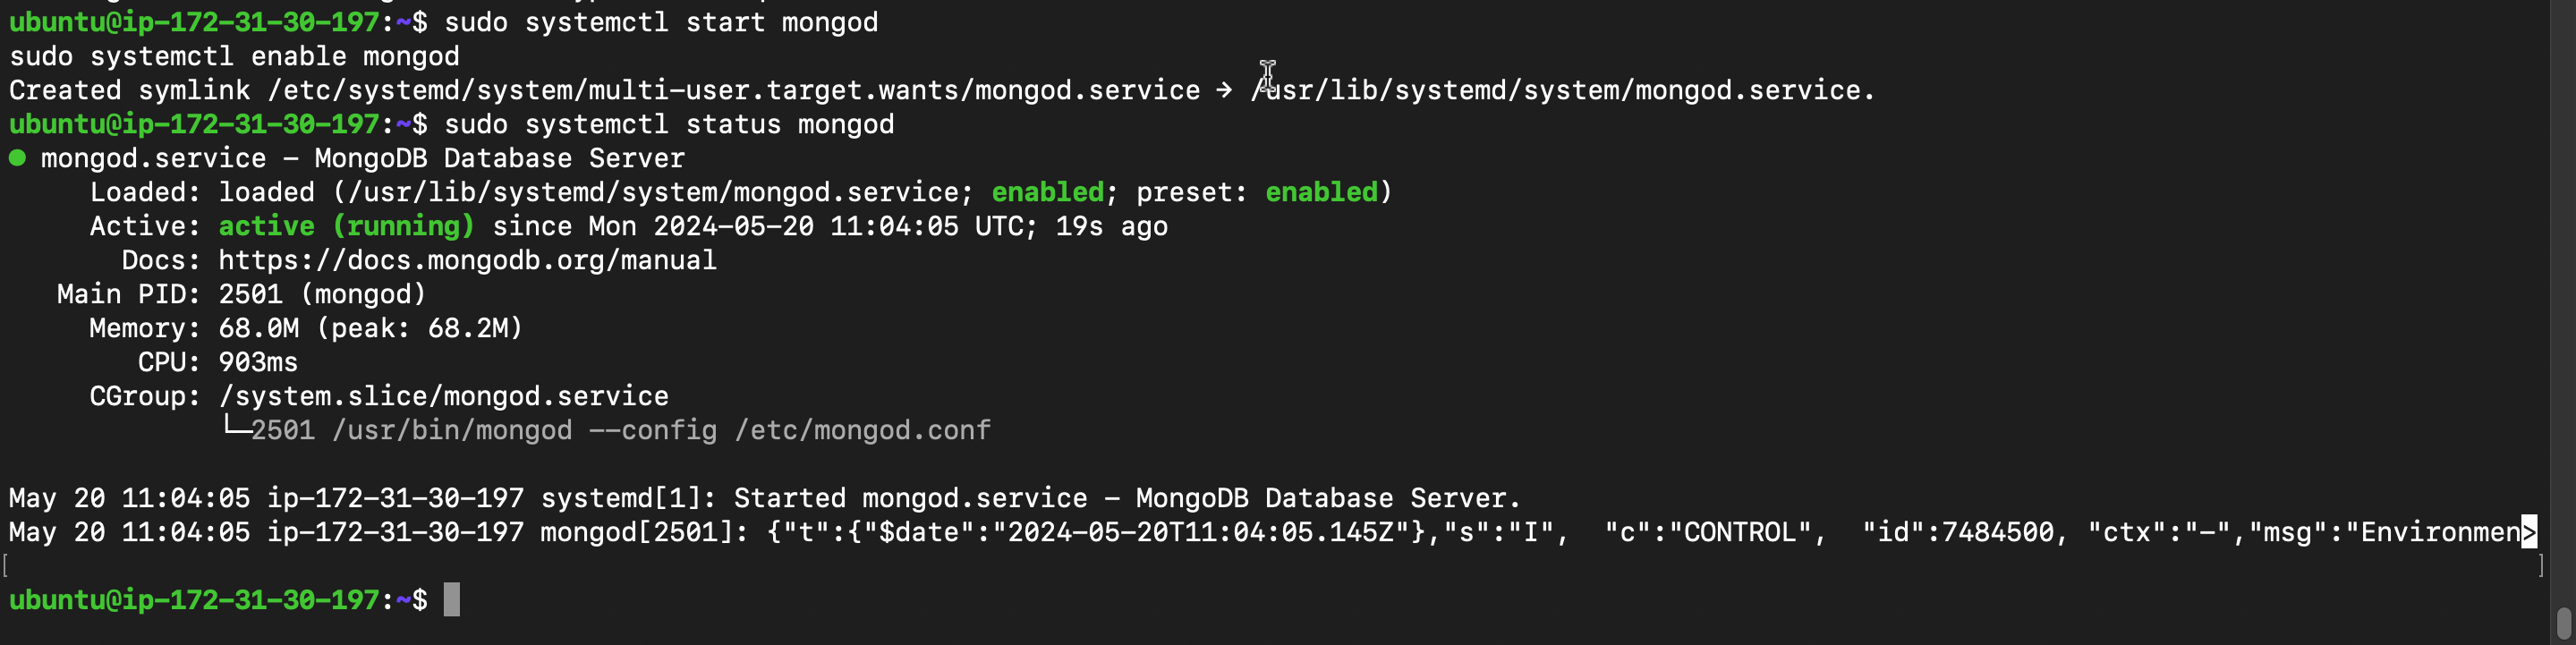 ubuntu@ip-172-31-30-197:~$ sudo systemctl start mongod
sudo systemctl enable mongod
Created symlink /etc/systemd/system/multi-user.target.wants/mongod.service → /usr/lib/systemd/system/mongod.service.
ubuntu@ip-172-31-30-197:~$ sudo systemctl status mongod
● mongod.service - MongoDB Database Server
Loaded: loaded (/usr/lib/systemd/system/mongod.service; enabled; preset: enabled)
Active: active (running) since Mon 2024-05-20 11:04:05 UTC; 19s ago
Docs: https://docs.mongodb.org/manual
Main PID: 2501 (mongod)
Memory: 68.0M (peak: 68.2M)
CPU: 903ms
CGroup: /system.slice/mongod.service
└─2501 /usr/bin/mongod --config /etc/mongod.conf
May 20 11:04:05 ip-172-31-30-197 systemd[1]: Started mongod.service - MongoDB Database Server.
May 20 11:04:05 ip-172-31-30-197 mongod[2501]: {"t":{"$date":"2024-05-20T11:04:05.145Z"},"s":"I",  "c":"CONTROL",  "id":7484500, "ctx":"-","msg":"Environmen>
[ ]
ubuntu@ip-172-31-30-197:~$